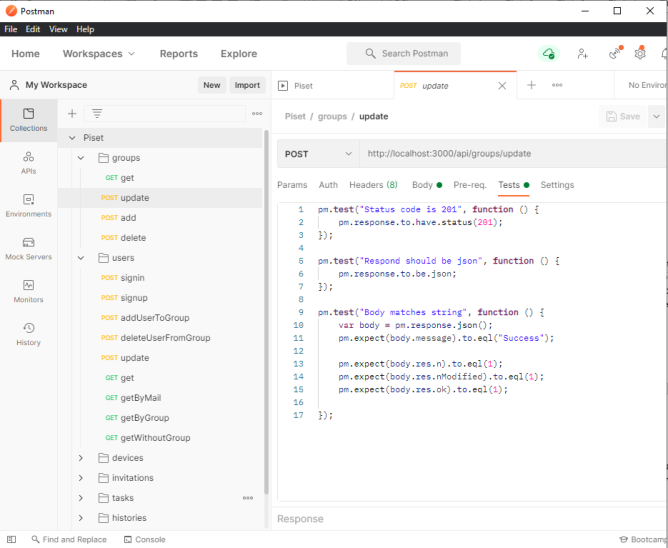 Postman
File Edit View Help
Home Workspaces Reports Explore Search Postman
My Workspace New Import Piset POST update No Environ
Collections
APIs
Environments
Mock Servers
Monitors
History
Piset
groups
GET get
POST update
POST add
POST delete
users
POST signin
POST signup
POST addUserToGroup
POST deleteUserFromGroup
POST update
GET get
GET getByMail
GET getByGroup
GET getWithoutGroup
devices
invitations
tasks
histories
Piset / groups / update Save
POST http://localhost:3000/api/groups/update
Params Auth Headers (8) Body Pre-req. Tests Settings
1 pm.test("Status code is 201", function () {
2 pm.response.to.have.status(201);
3 });
4
5 pm.test("Respond should be json", function () {
6 pm.response.to.be.json;
7 });
8
9 pm.test("Body matches string", function () {
10 var body = pm.response.json();
11 pm.expect(body.message).to.eql("Success");
12
13 pm.expect(body.res.n).to.eql(1);
14 pm.expect(body.res.nModified).to.eql(1);
15 pm.expect(body.res.ok).to.eql(1);
16
17 });
Response
Find and Replace Console Bootcamp